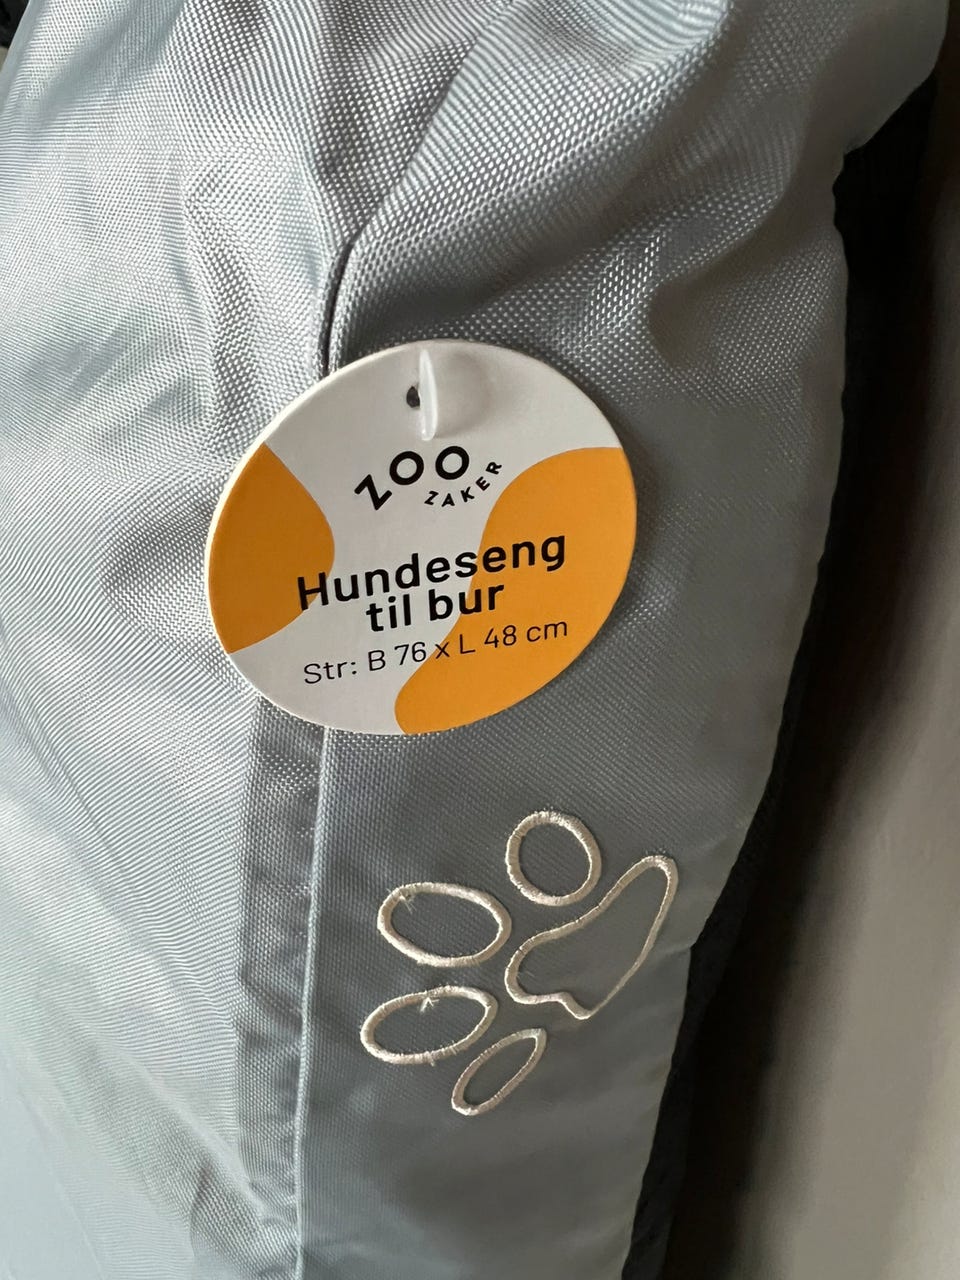 ZOO
ZAKER
Hundeseng
til bur
Str: B 76 x L 48 cm